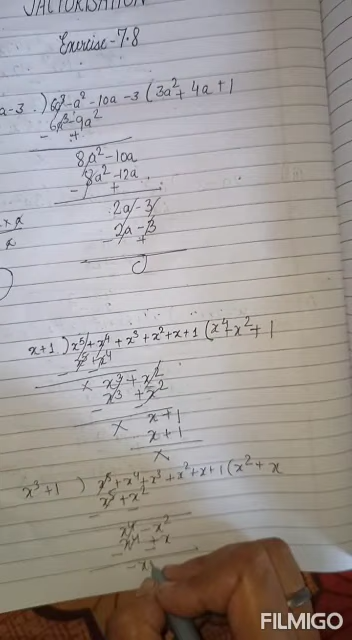 FACTORISATION
Exercise-7.8
a-3 ) 6a³-a²-10a-3 ( 3a²+4a+1
6a³-9a²
- +
8a²-10a
8a²-12a
- +
2a-3
2a-3
- +
0
x+1 ) x⁵+x⁴+x³+x²+x+1 ( x⁴+x²+1
x⁵+x⁴
- -
× x³+x²
x³+x²
- -
× x+1
x+1
×
x³+1 ) x⁵+x⁴+x³+x²+x+1 ( x²+x
x⁵+x²
- -
x⁴-x²
x⁴+x
- -
-x
FILMIGO